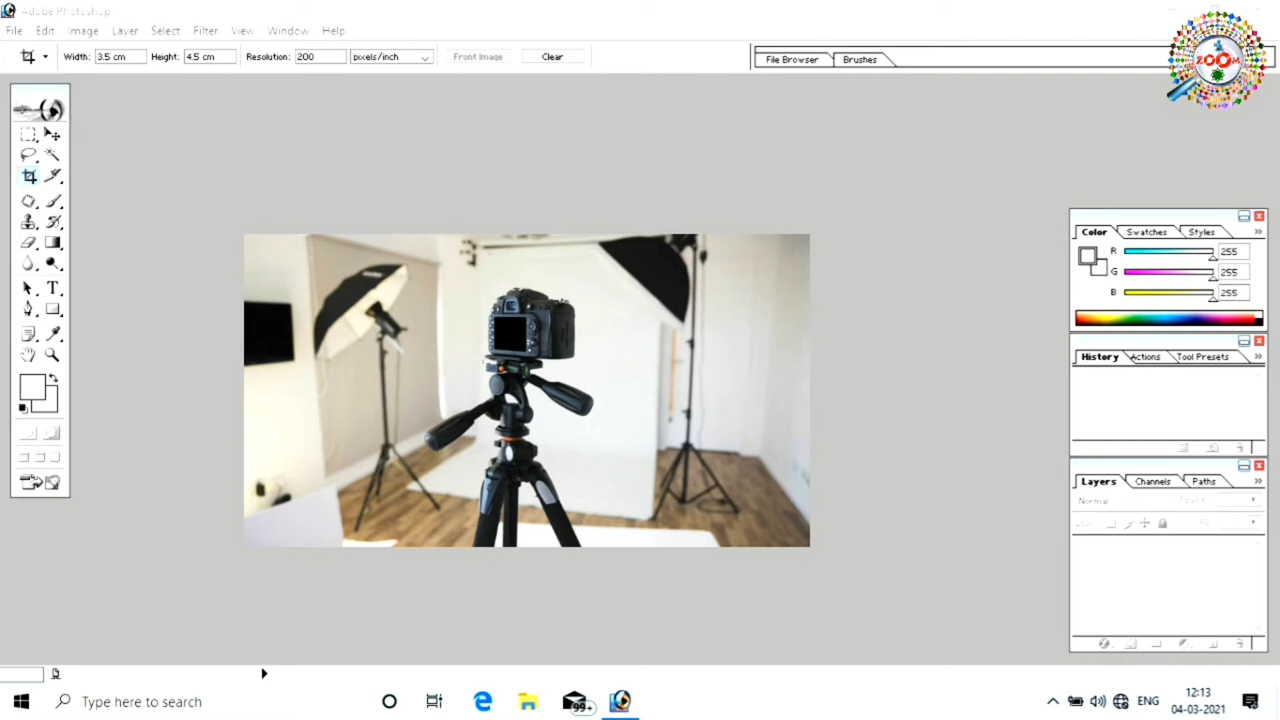 Adobe Photoshop
File Edit Image Layer Select Filter View Window Help
Width: 3.5 cm Height: 4.5 cm Resolution: 200 pixels/inch Front Image Clear File Browser Brushes
ZOOM
Color Swatches Styles
R 255
G 255
B 255
History Actions Tool Presets
Layers Channels Paths
Normal
Type here to search
99+
ENG
12:13
04-03-2021